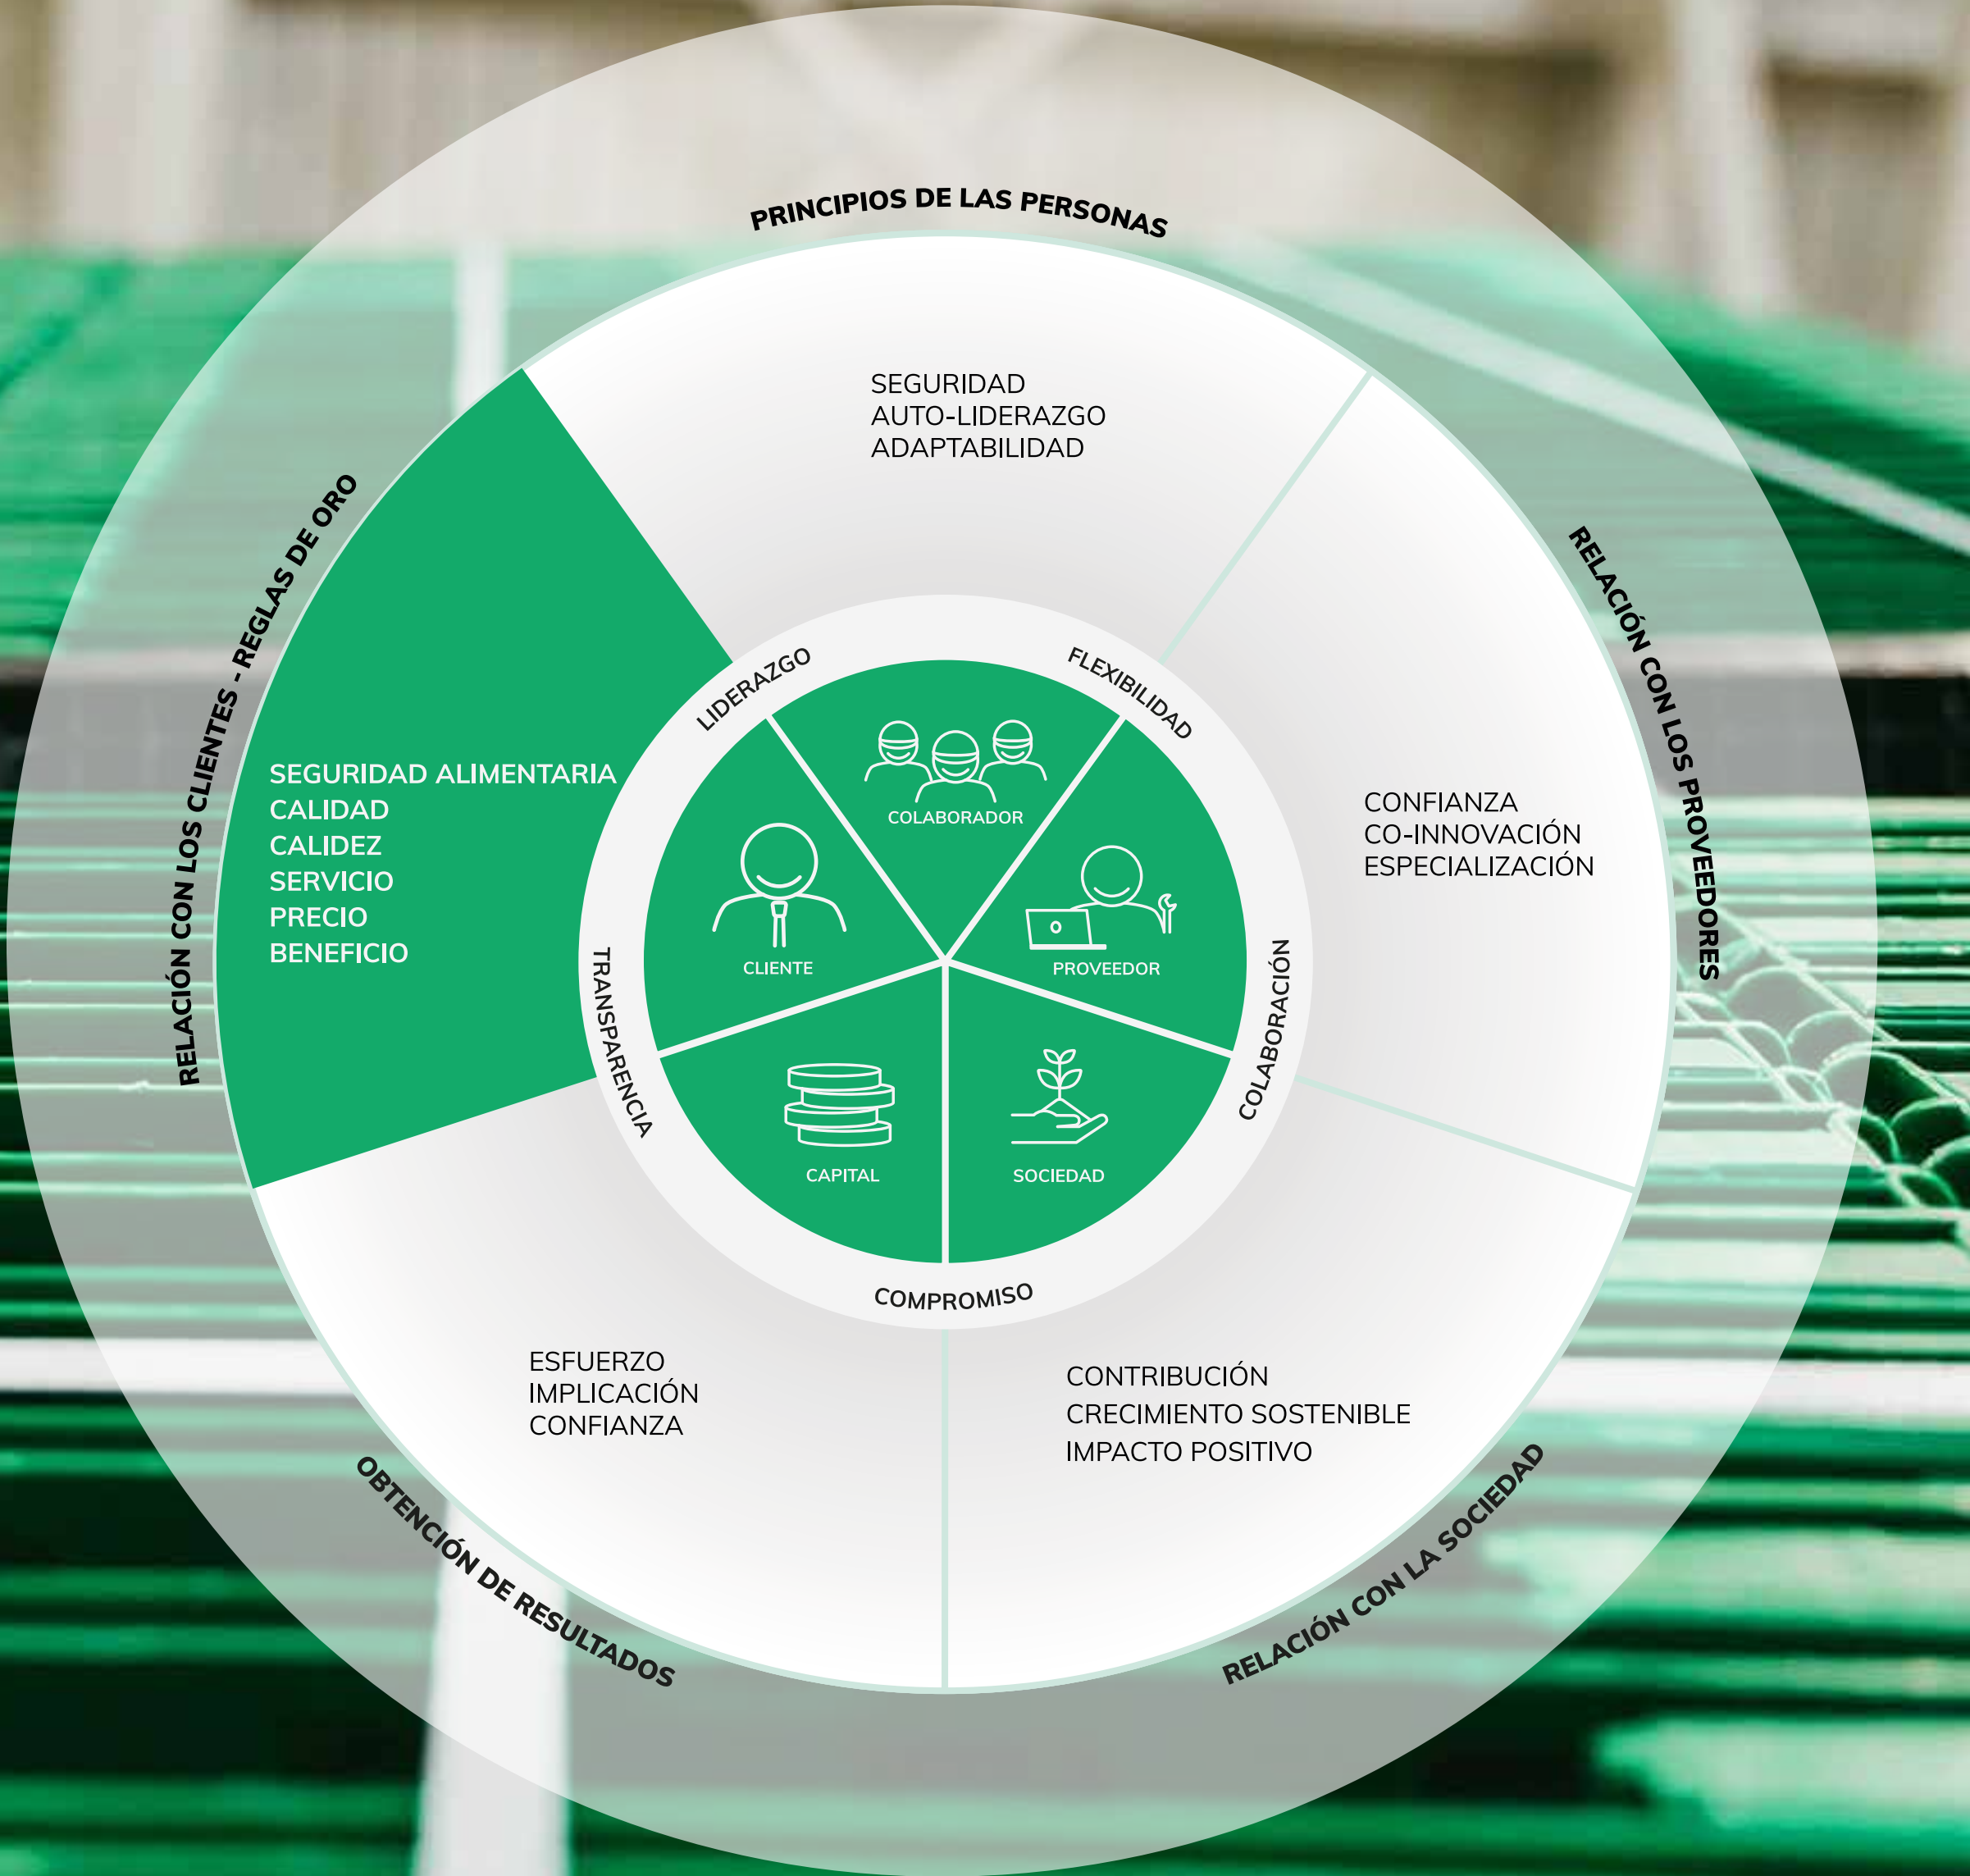 PRINCIPIOS DE LAS PERSONAS
SEGURIDAD
AUTO-LIDERAZGO
ADAPTABILIDAD
RELACIÓN CON LOS CLIENTES - REGLAS DE ORO
SEGURIDAD ALIMENTARIA
CALIDAD
CALIDEZ
SERVICIO
PRECIO
BENEFICIO
RELACIÓN CON LOS PROVEEDORES
CONFIANZA
CO-INNOVACIÓN
ESPECIALIZACIÓN
LIDERAZGO
FLEXIBILIDAD
TRANSPARENCIA
COLABORACIÓN
COMPROMISO
COLABORADOR
CLIENTE
PROVEEDOR
CAPITAL
SOCIEDAD
ESFUERZO
IMPLICACIÓN
CONFIANZA
OBTENCIÓN DE RESULTADOS
CONTRIBUCIÓN
CRECIMIENTO SOSTENIBLE
IMPACTO POSITIVO
RELACIÓN CON LA SOCIEDAD